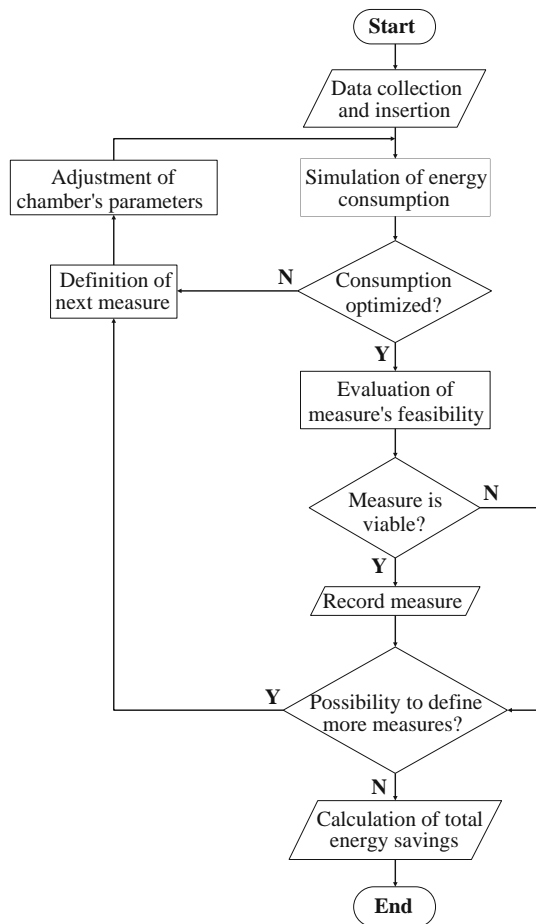 Start
Data collection
and insertion
Adjustment of
chamber's parameters
Simulation of energy
consumption
Definition of
next measure
N
Consumption
optimized?
Y
Evaluation of
measure's feasibility
Measure is
viable?
N
Y
Record measure
Y
Possibility to define
more measures?
N
Calculation of total
energy savings
End